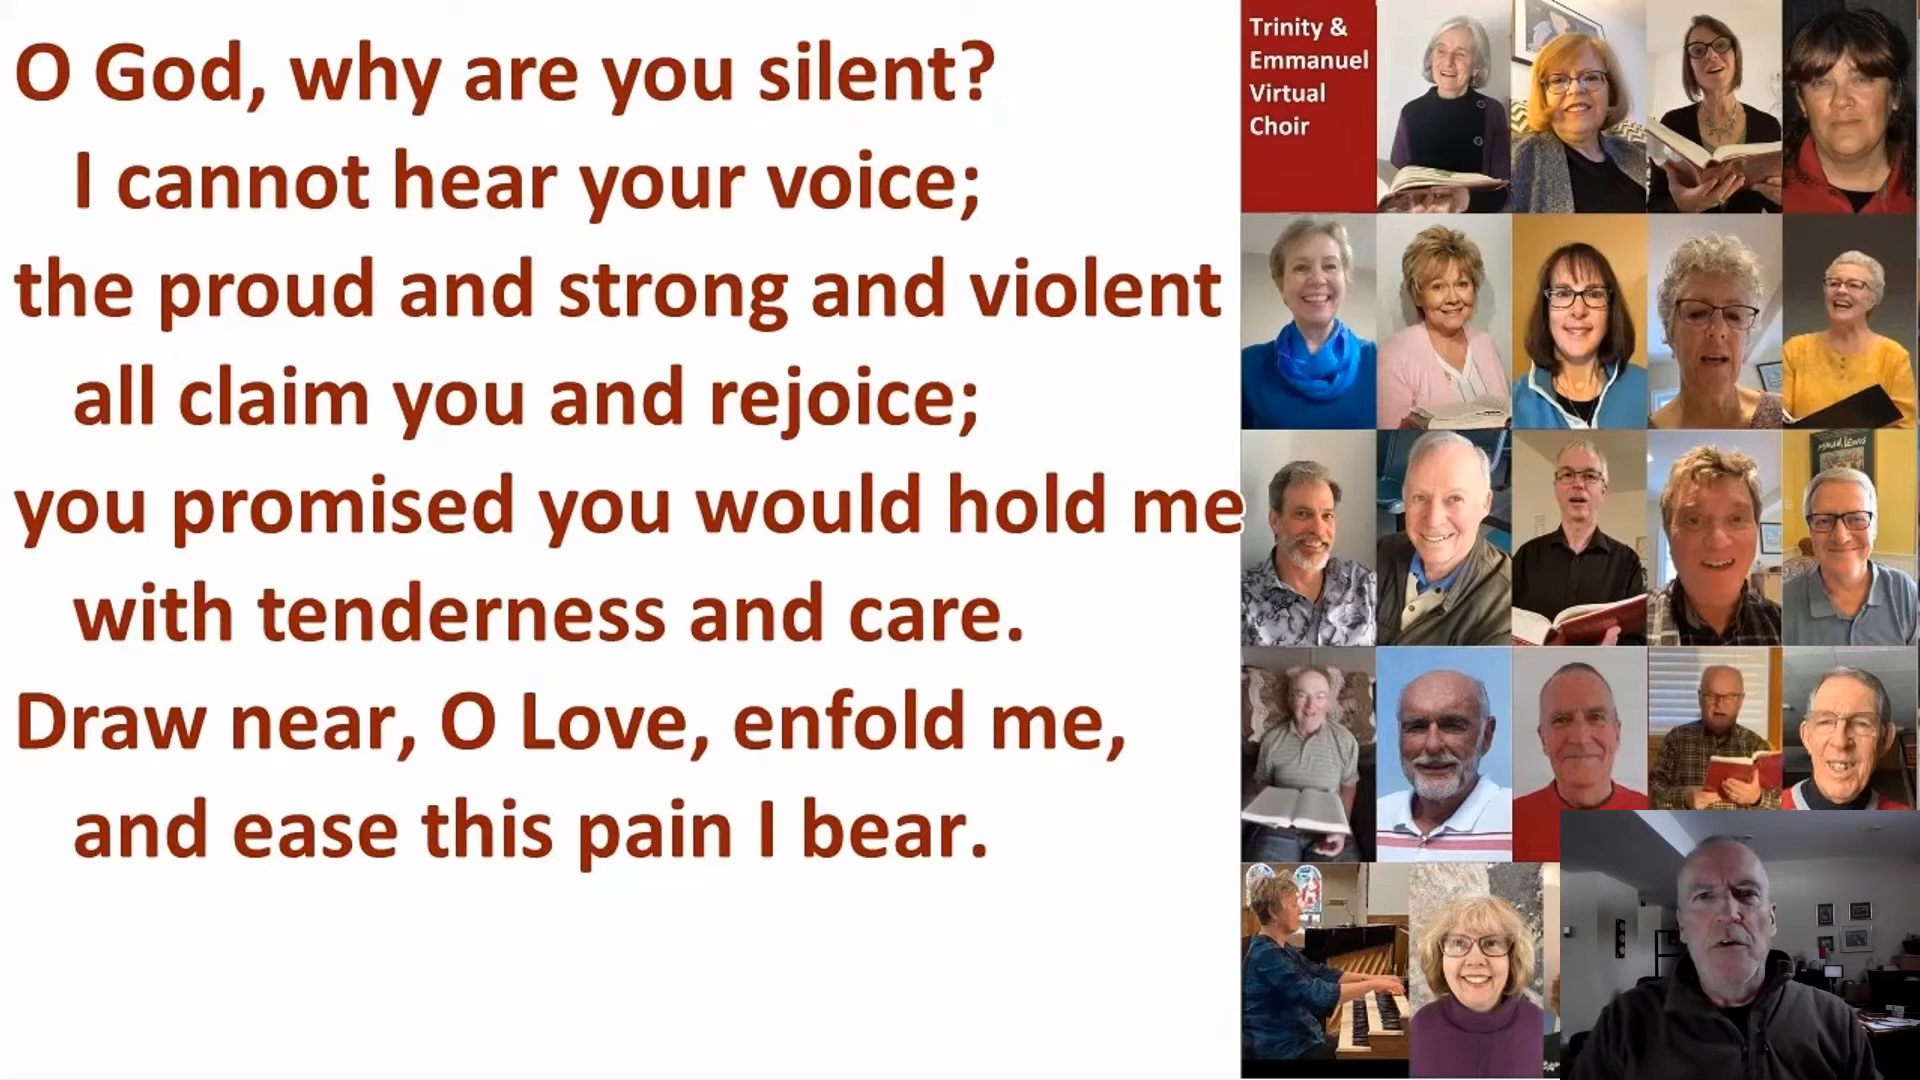 O God, why are you silent?
I cannot hear your voice;
the proud and strong and violent
all claim you and rejoice;
you promised you would hold me
with tenderness and care.
Draw near, O Love, enfold me,
and ease this pain I bear.
Trinity &
Emmanuel
Virtual
Choir
MAUD LEWIS